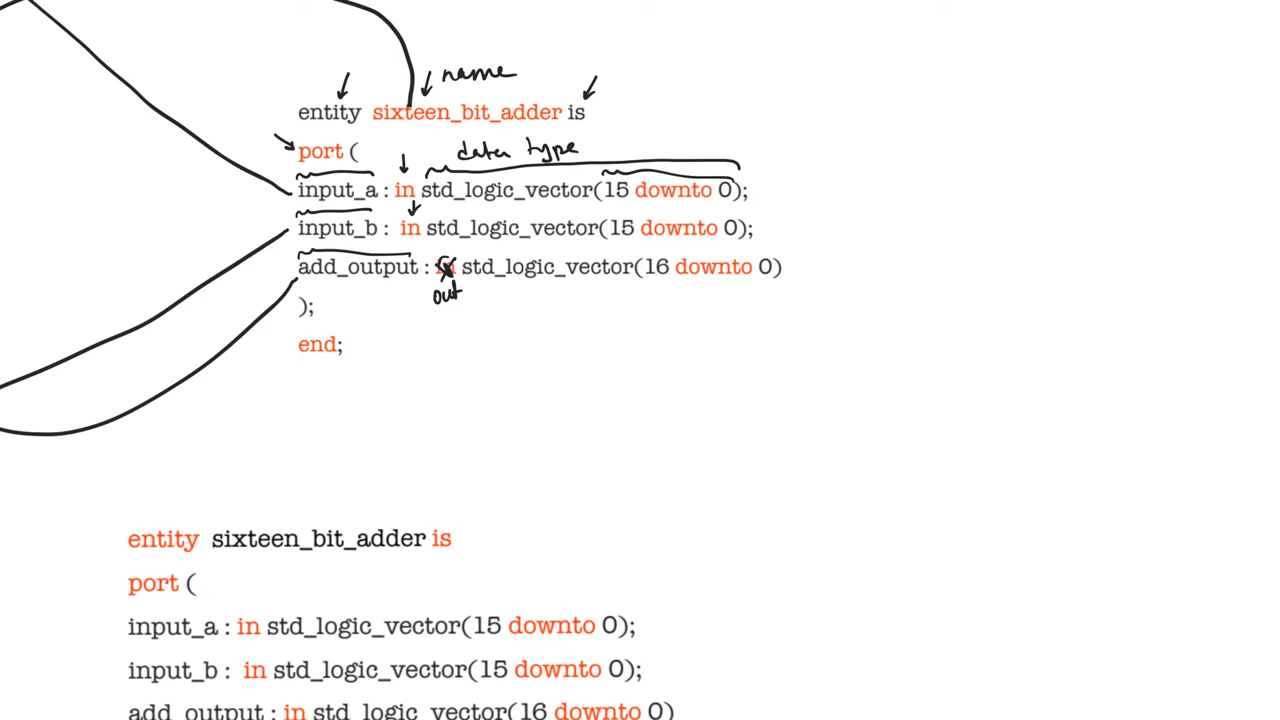 name
entity sixteen_bit_adder is
port (
data type
input_a : in std_logic_vector(15 downto 0);
input_b : in std_logic_vector(15 downto 0);
add_output : in std_logic_vector(16 downto 0)
out
);
end;
entity sixteen_bit_adder is
port (
input_a : in std_logic_vector(15 downto 0);
input_b : in std_logic_vector(15 downto 0);
add_output : in std_logic_vector(16 downto 0)